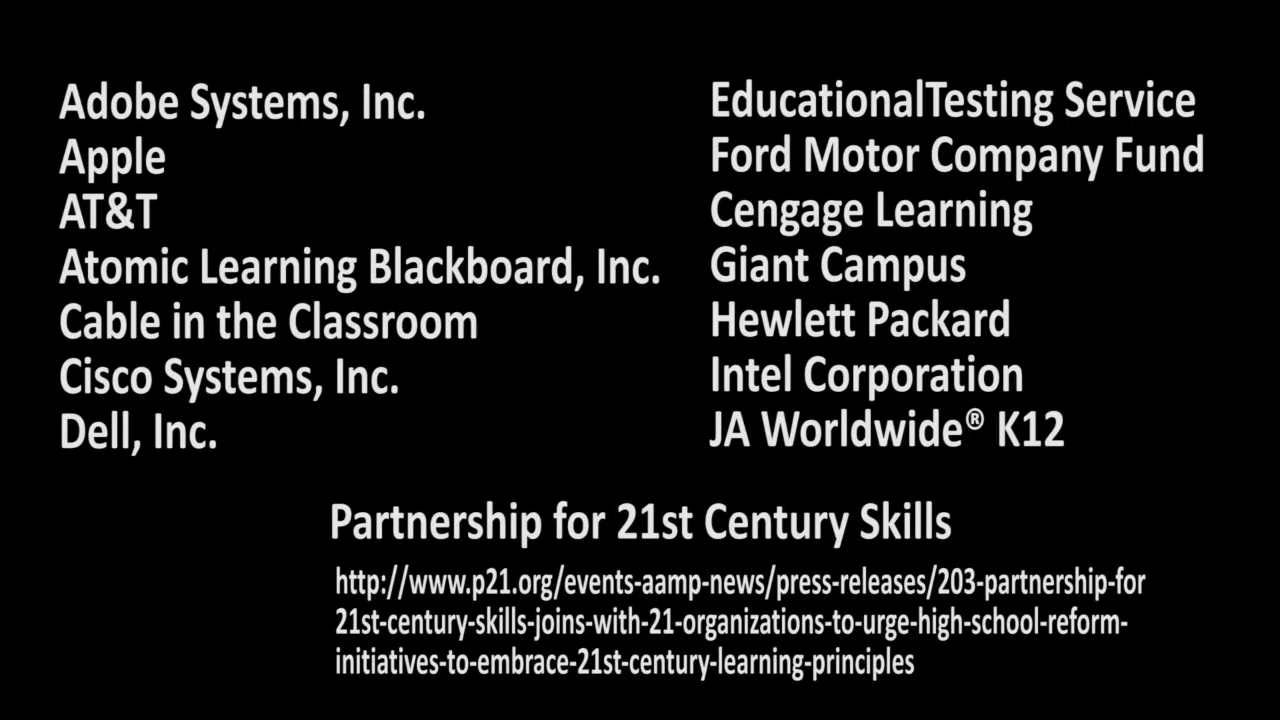 Adobe Systems, Inc.
Apple
AT&T
Atomic Learning Blackboard, Inc.
Cable in the Classroom
Cisco Systems, Inc.
Dell, Inc.
EducationalTesting Service
Ford Motor Company Fund
Cengage Learning
Giant Campus
Hewlett Packard
Intel Corporation
JA Worldwide® K12
Partnership for 21st Century Skills
http://www.p21.org/events-aamp-news/press-releases/203-partnership-for
21st-century-skills-joins-with-21-organizations-to-urge-high-school-reform-
initiatives-to-embrace-21st-century-learning-principles